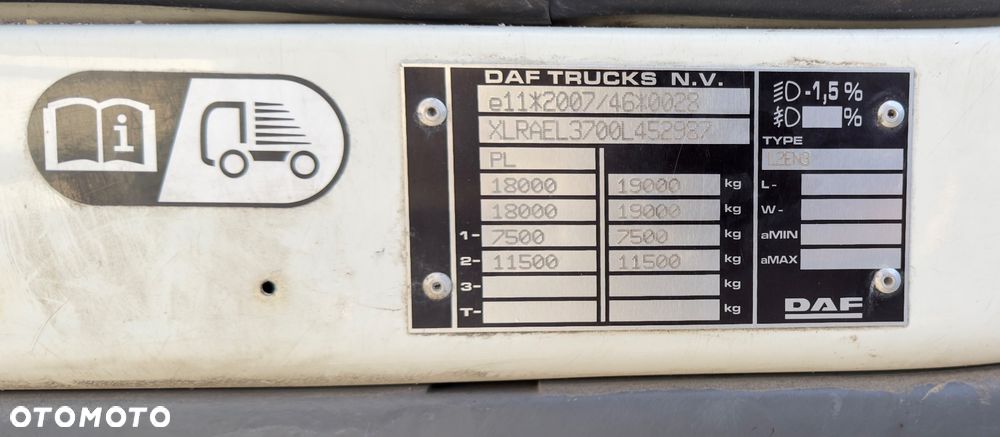 DAF TRUCKS N.V.
e11*2007/46*0028
XLRAEL3700L452987
PL
18000 19000 kg
18000 19000 kg
1- 7500 7500 kg
2- 11500 11500 kg
3- kg
T- kg
-1,5 %
%
TYPE
L2EN3
L-
W-
aMIN
aMAX
DAF
i
OTOMOTO